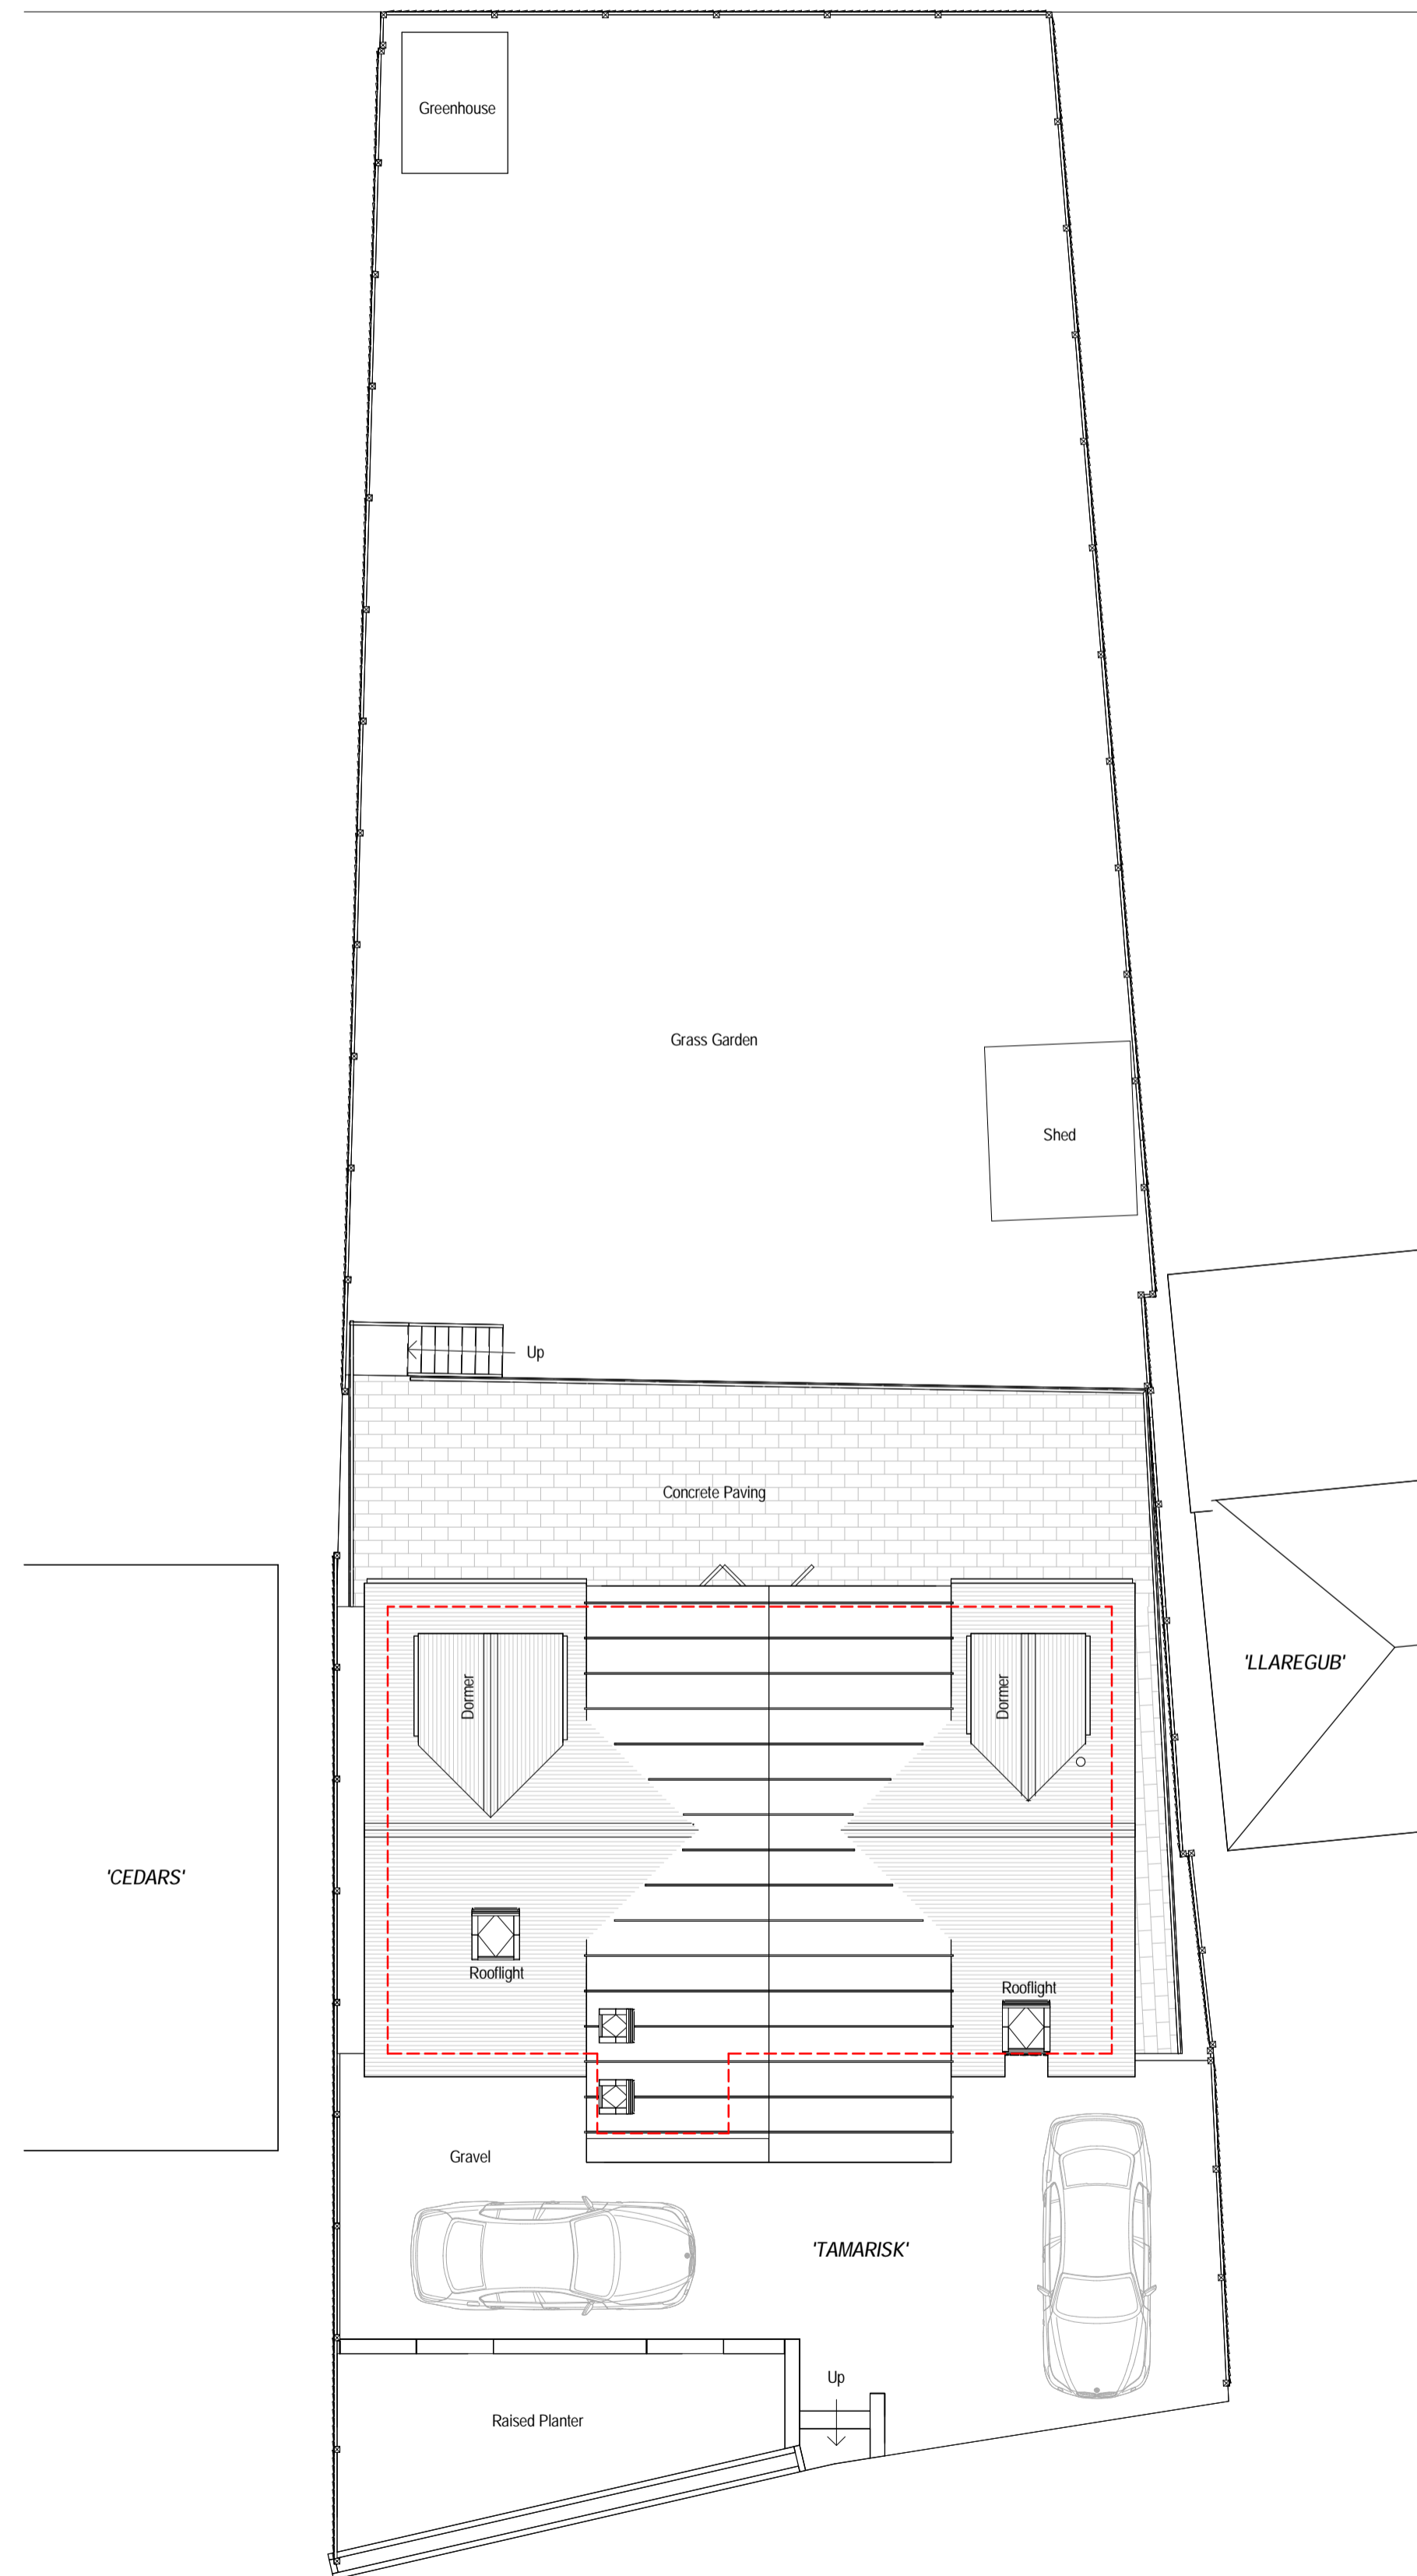 Greenhouse
Grass Garden
Shed
Up
Concrete Paving
'LLAREGUB'
Dormer
Dormer
'CEDARS'
Rooflight
Rooflight
Gravel
'TAMARISK'
Up
Raised Planter